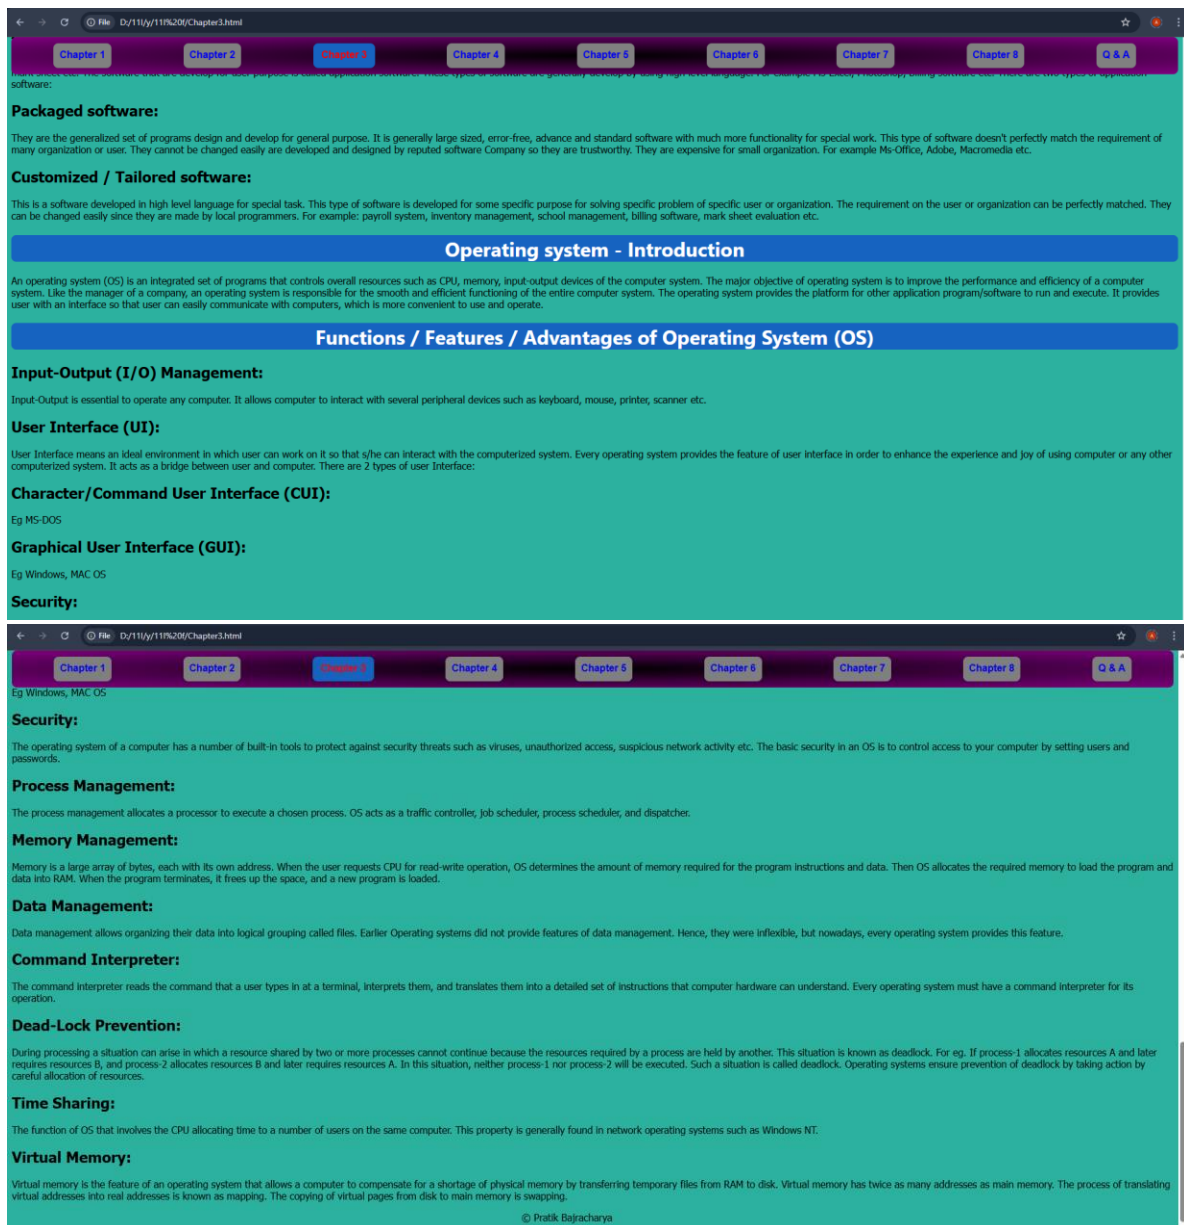 File D:/11l/y/11l%20f/Chapter3.html
Chapter 1 Chapter 2 Chapter 3 Chapter 4 Chapter 5 Chapter 6 Chapter 7 Chapter 8 Q & A
software:
Packaged software:
They are the generalized set of programs design and develop for general purpose. It is generally large sized, error-free, advance and standard software with much more functionality for special work. This type of software doesn't perfectly match the requirement of
many organization or user. They cannot be changed easily are developed and designed by reputed software Company so they are trustworthy. They are expensive for small organization. For example Ms-Office, Adobe, Macromedia etc.
Customized / Tailored software:
This is a software developed in high level language for special task. This type of software is developed for some specific purpose for solving specific problem of specific user or organization. The requirement on the user or organization can be perfectly matched. They
can be changed easily since they are made by local programmers. For example: payroll system, inventory management, school management, billing software, mark sheet evaluation etc.
Operating system - Introduction
An operating system (OS) is an integrated set of programs that controls overall resources such as CPU, memory, input-output devices of the computer system. The major objective of operating system is to improve the performance and efficiency of a computer
system. Like the manager of a company, an operating system is responsible for the smooth and efficient functioning of the entire computer system. The operating system provides the platform for other application program/software to run and execute. It provides
user with an interface so that user can easily communicate with computers, which is more convenient to use and operate.
Functions / Features / Advantages of Operating System (OS)
Input-Output (I/O) Management:
Input-Output is essential to operate any computer. It allows computer to interact with several peripheral devices such as keyboard, mouse, printer, scanner etc.
User Interface (UI):
User Interface means an ideal environment in which user can work on it so that s/he can interact with the computerized system. Every operating system provides the feature of user interface in order to enhance the experience and joy of using computer or any other
computerized system. It acts as a bridge between user and computer. There are 2 types of user Interface:
Character/Command User Interface (CUI):
Eg MS-DOS
Graphical User Interface (GUI):
Eg Windows, MAC OS
Security:
File D:/11l/y/11l%20f/Chapter3.html
Chapter 1 Chapter 2 Chapter 3 Chapter 4 Chapter 5 Chapter 6 Chapter 7 Chapter 8 Q & A
Eg Windows, MAC OS
Security:
The operating system of a computer has a number of built-in tools to protect against security threats such as viruses, unauthorized access, suspicious network activity etc. The basic security in an OS is to control access to your computer by setting users and
passwords.
Process Management:
The process management allocates a processor to execute a chosen process. OS acts as a traffic controller, job scheduler, process scheduler, and dispatcher.
Memory Management:
Memory is a large array of bytes, each with its own address. When the user requests CPU for read-write operation, OS determines the amount of memory required for the program instructions and data. Then OS allocates the required memory to load the program and
data into RAM. When the program terminates, it frees up the space, and a new program is loaded.
Data Management:
Data management allows organizing their data into logical grouping called files. Earlier Operating systems did not provide features of data management. Hence, they were inflexible, but nowadays, every operating system provides this feature.
Command Interpreter:
The command interpreter reads the command that a user types in at a terminal, interprets them, and translates them into a detailed set of instructions that computer hardware can understand. Every operating system must have a command interpreter for its
operation.
Dead-Lock Prevention:
During processing a situation can arise in which a resource shared by two or more processes cannot continue because the resources required by a process are held by another. This situation is known as deadlock. For eg. If process-1 allocates resources A and later
requires resources B, and process-2 allocates resources B and later requires resources A. In this situation, neither process-1 nor process-2 will be executed. Such a situation is called deadlock. Operating systems ensure prevention of deadlock by taking action by
careful allocation of resources.
Time Sharing:
The function of OS that involves the CPU allocating time to a number of users on the same computer. This property is generally found in network operating systems such as Windows NT.
Virtual Memory:
Virtual memory is the feature of an operating system that allows a computer to compensate for a shortage of physical memory by transferring temporary files from RAM to disk. Virtual memory has twice as many addresses as main memory. The process of translating
virtual addresses into real addresses is known as mapping. The copying of virtual pages from disk to main memory is swapping.
© Pratik Bajracharya